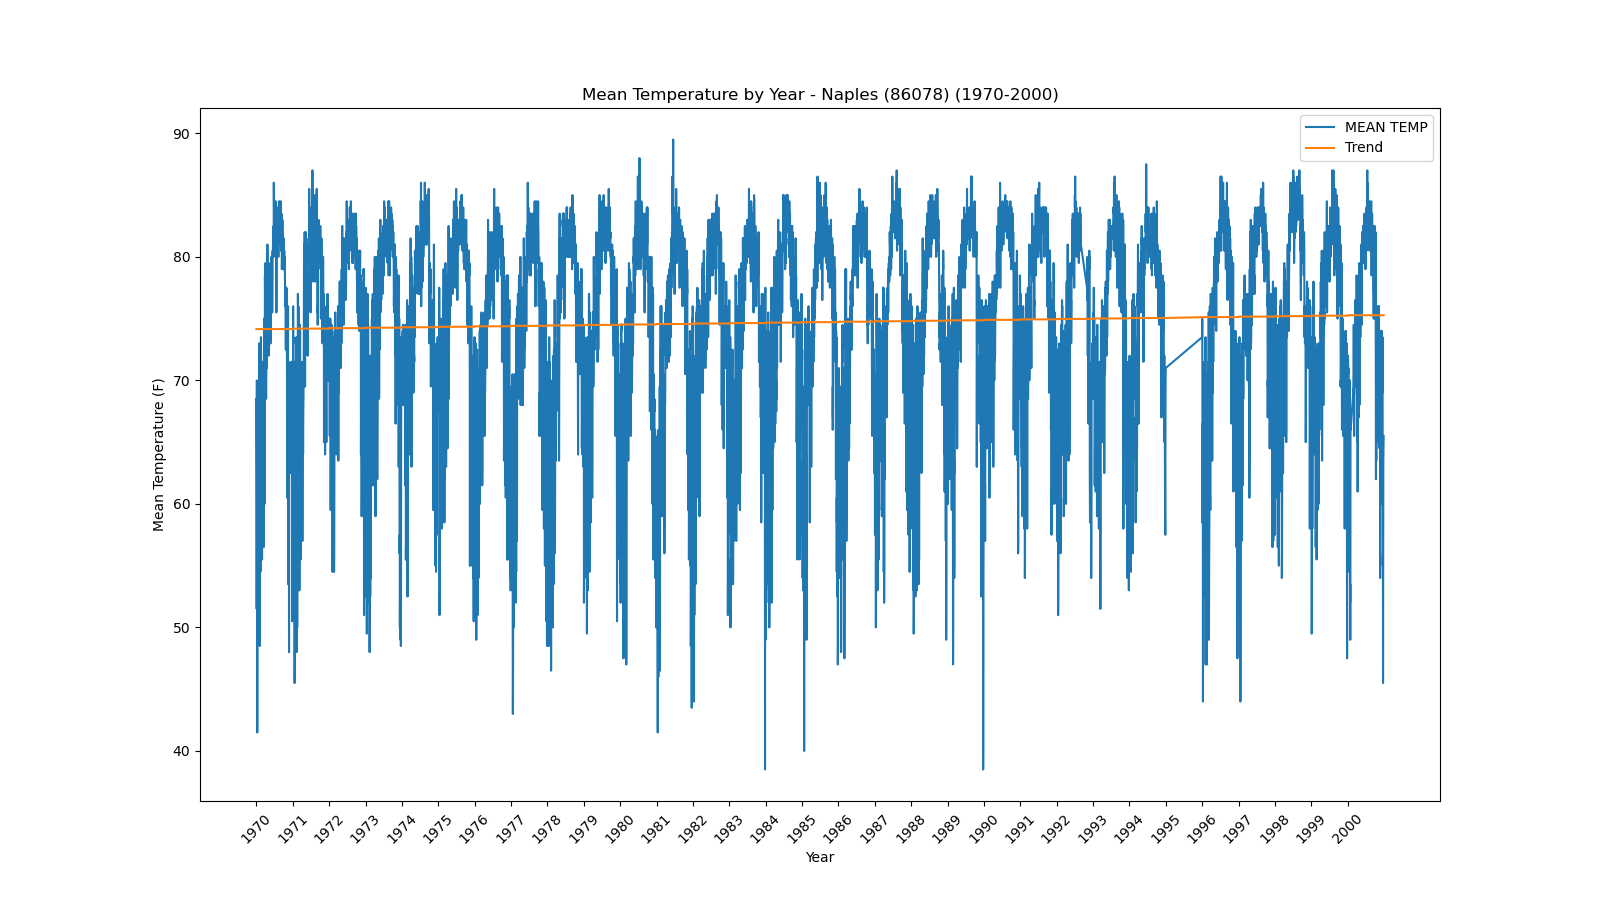 Mean Temperature by Year - Naples (86078) (1970-2000)
MEAN TEMP
Trend
90
80
70
60
50
40
Mean Temperature (F)
1970 1971 1972 1973 1974 1975 1976 1977 1978 1979 1980 1981 1982 1983 1984 1985 1986 1987 1988 1989 1990 1991 1992 1993 1994 1995 1996 1997 1998 1999 2000
Year